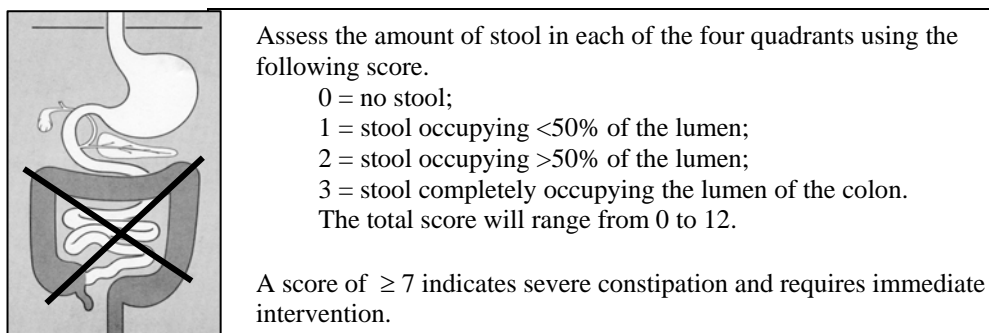 Assess the amount of stool in each of the four quadrants using the
following score.
0 = no stool;
1 = stool occupying <50% of the lumen;
2 = stool occupying >50% of the lumen;
3 = stool completely occupying the lumen of the colon.
The total score will range from 0 to 12.
A score of ≥ 7 indicates severe constipation and requires immediate
intervention.